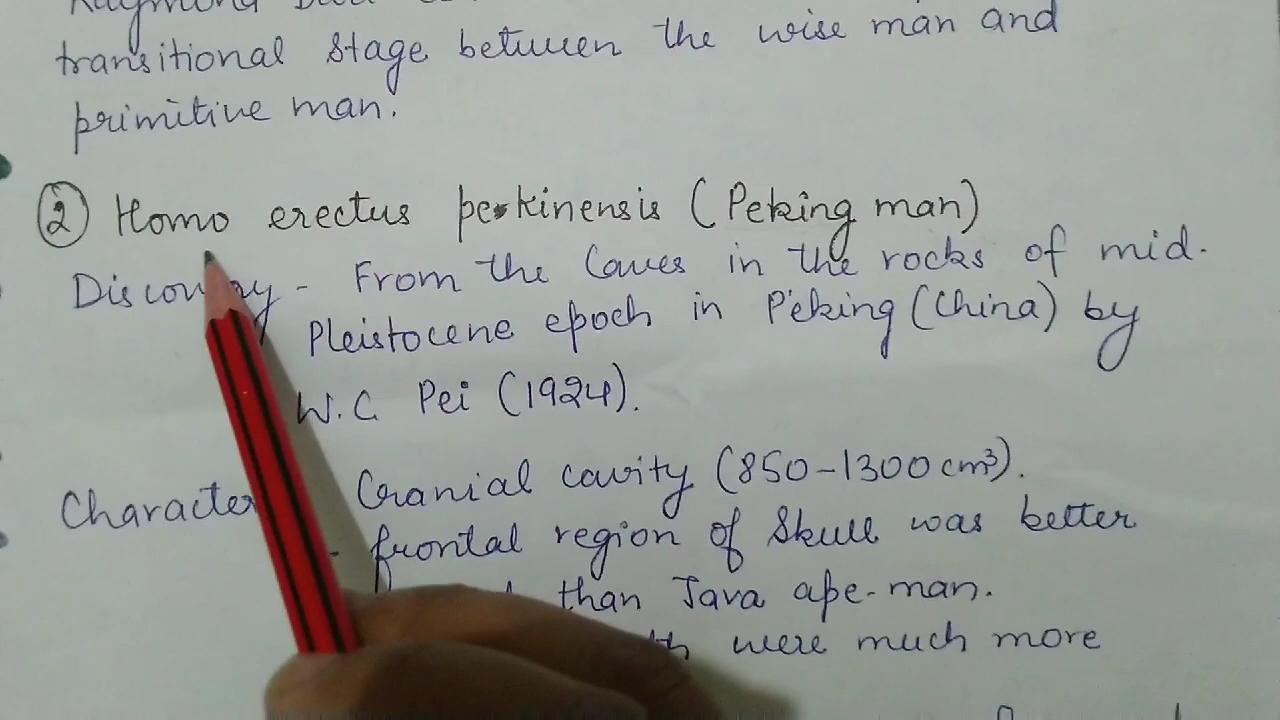 transitional stage between the wise man and
primitive man.
② Homo erectus pekinensis (Peking man)
Discovery - From the Caves in the rocks of mid.
Pleistocene epoch in Peking (China) by
W.C. Pei (1924).
Character Cranial cavity (850-1300 cm³).
- frontal region of skull was better
than Java ape-man.
were much more